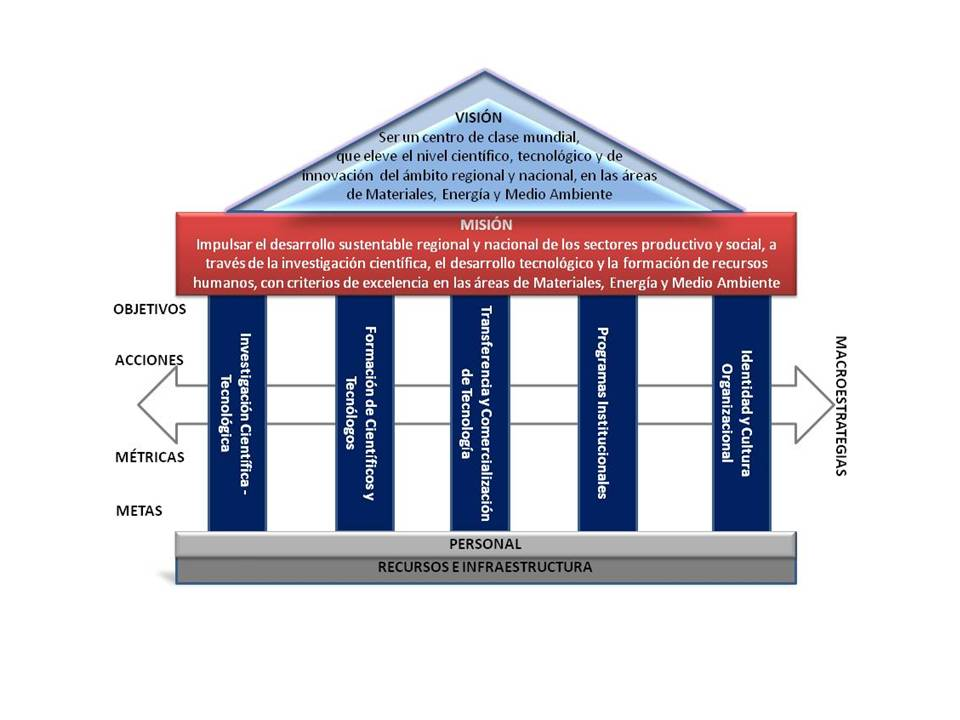 VISIÓN
Ser un centro de clase mundial,
que eleve el nivel científico, tecnológico y de
innovación del ámbito regional y nacional, en las áreas
de Materiales, Energía y Medio Ambiente
MISIÓN
Impulsar el desarrollo sustentable regional y nacional de los sectores productivo y social, a
través de la investigación científica, el desarrollo tecnológico y la formación de recursos
humanos, con criterios de excelencia en las áreas de Materiales, Energía y Medio Ambiente
OBJETIVOS
ACCIONES
MÉTRICAS
METAS
Investigación Científica -
Tecnológica
Formación de Científicos y
Tecnólogos
Transferencia y Comercialización
de Tecnología
Programas Institucionales
Identidad y Cultura
Organizacional
MACROESTRATEGIAS
PERSONAL
RECURSOS E INFRAESTRUCTURA